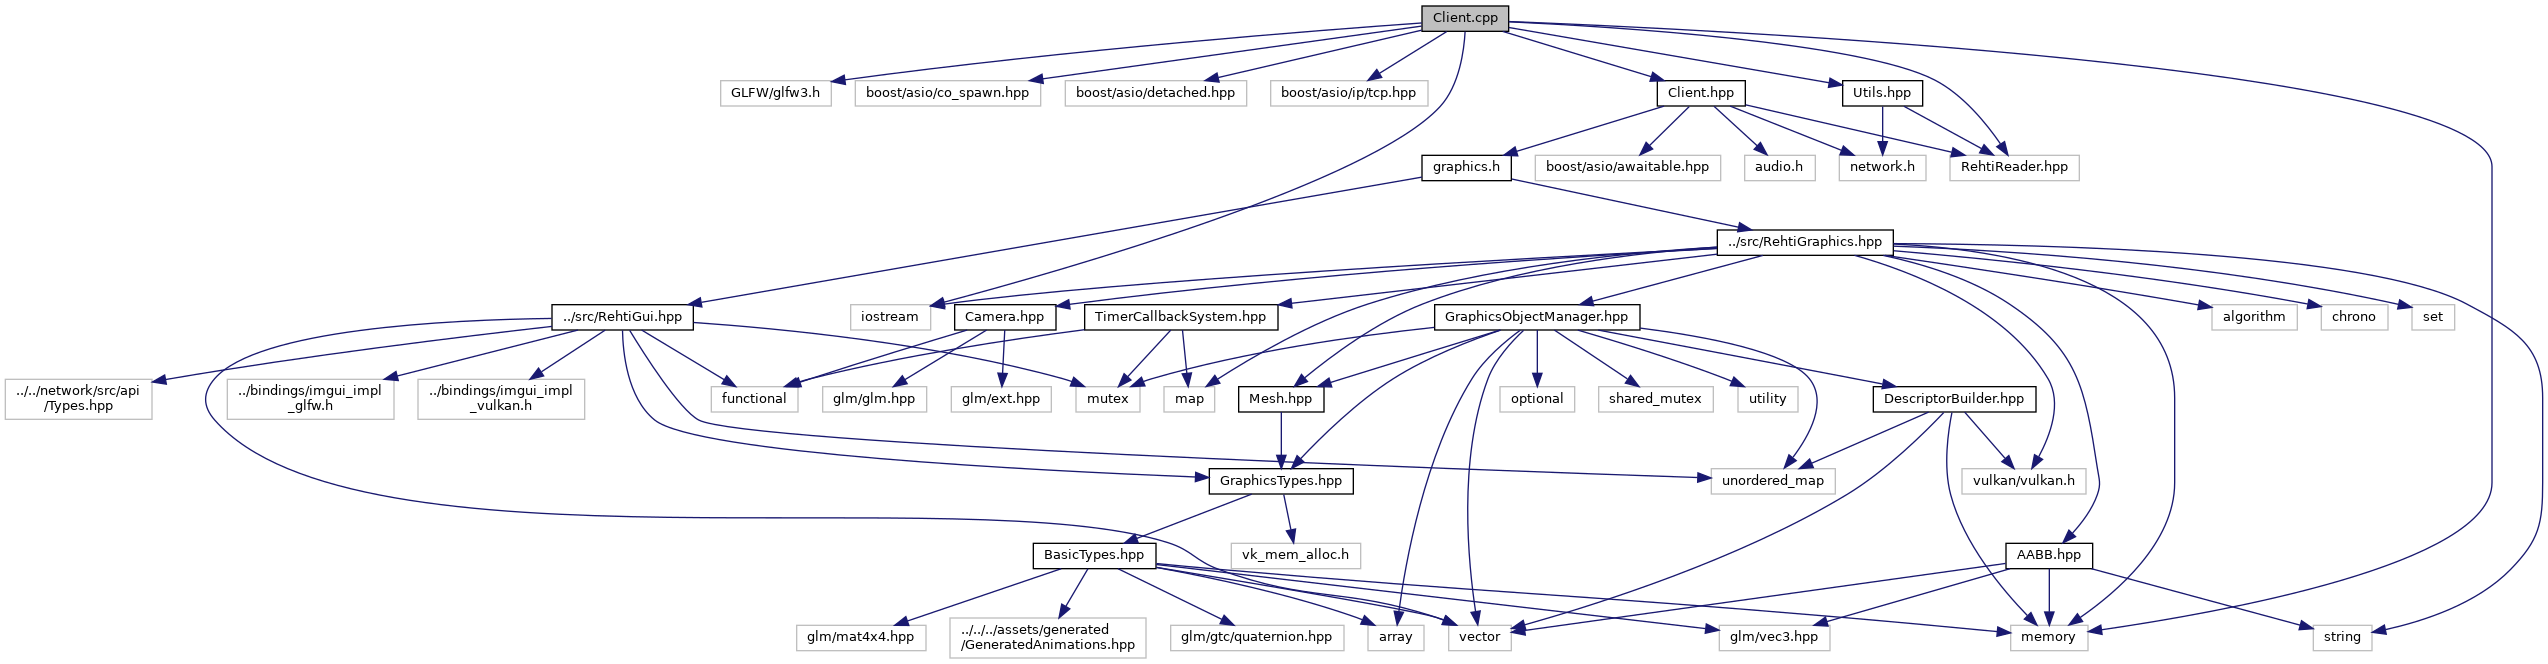 Client.cpp
GLFW/glfw3.h
boost/asio/co_spawn.hpp
boost/asio/detached.hpp
boost/asio/ip/tcp.hpp
Client.hpp
Utils.hpp
graphics.h
boost/asio/awaitable.hpp
audio.h
network.h
RehtiReader.hpp
../src/RehtiGraphics.hpp
../src/RehtiGui.hpp
iostream
Camera.hpp
TimerCallbackSystem.hpp
GraphicsObjectManager.hpp
algorithm
chrono
set
../../network/src/api
/Types.hpp
../bindings/imgui_impl
_glfw.h
../bindings/imgui_impl
_vulkan.h
functional
glm/glm.hpp
glm/ext.hpp
mutex
map
Mesh.hpp
optional
shared_mutex
utility
DescriptorBuilder.hpp
GraphicsTypes.hpp
unordered_map
vulkan/vulkan.h
BasicTypes.hpp
vk_mem_alloc.h
AABB.hpp
glm/mat4x4.hpp
../../../assets/generated
/GeneratedAnimations.hpp
glm/gtc/quaternion.hpp
array
vector
glm/vec3.hpp
memory
string